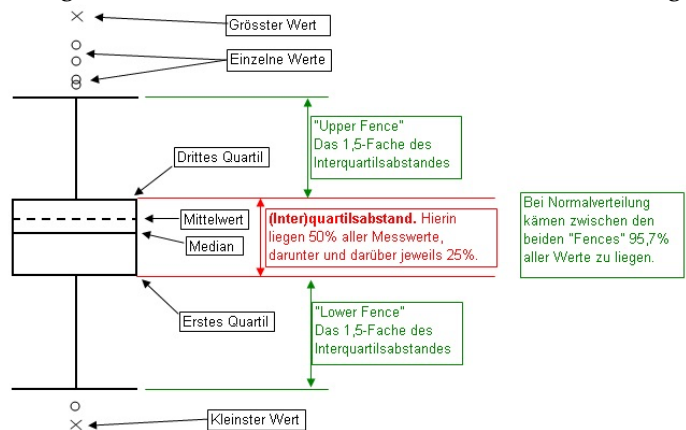 Grösster Wert
Einzelne Werte
"Upper Fence"
Das 1,5-Fache des
Interquartilsabstandes
Drittes Quartil
Mittelwert
Median
(Inter)quartilsabstand. Hierin
liegen 50% aller Messwerte,
darunter und darüber jeweils 25%.
Bei Normalverteilung
kämen zwischen den
beiden "Fences" 95,7%
aller Werte zu liegen.
Erstes Quartil
"Lower Fence"
Das 1,5-Fache des
Interquartilsabstandes
Kleinster Wert